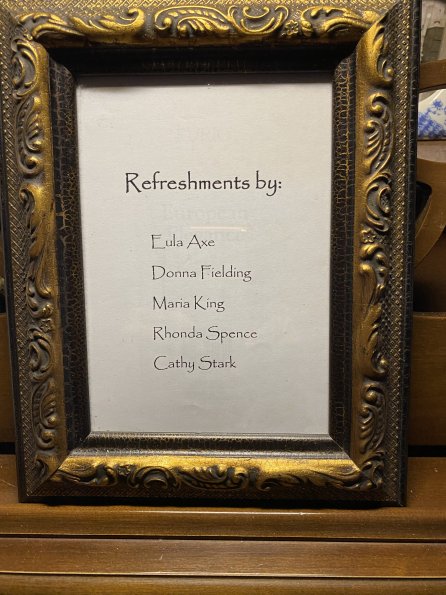 Refreshments by:
Eula Axe
Donna Fielding
Maria King
Rhonda Spence
Cathy Stark